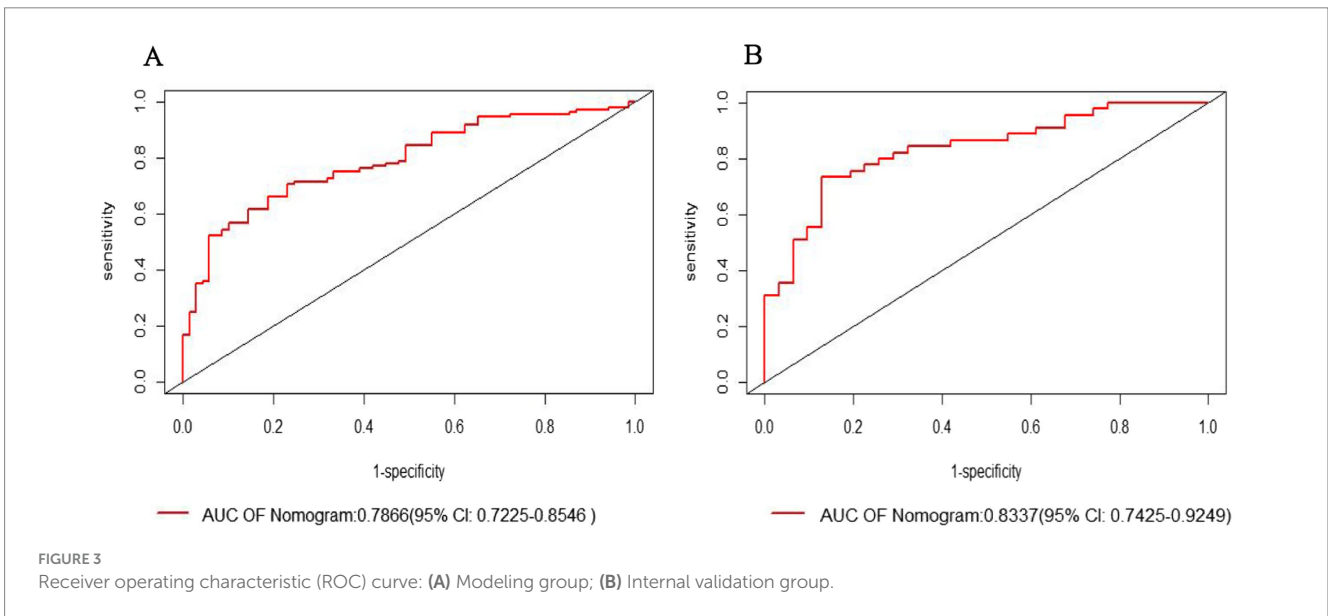 A
sensitivity
1.0
0.8
0.6
0.4
0.2
0.0
0.0 0.2 0.4 0.6 0.8 1.0
1-specificity
AUC OF Nomogram:0.7866(95% CI: 0.7225-0.8546 )
B
sensitivity
1.0
0.8
0.6
0.4
0.2
0.0
0.0 0.2 0.4 0.6 0.8 1.0
1-specificity
AUC OF Nomogram:0.8337(95% CI: 0.7425-0.9249)
FIGURE 3
Receiver operating characteristic (ROC) curve: (A) Modeling group; (B) Internal validation group.